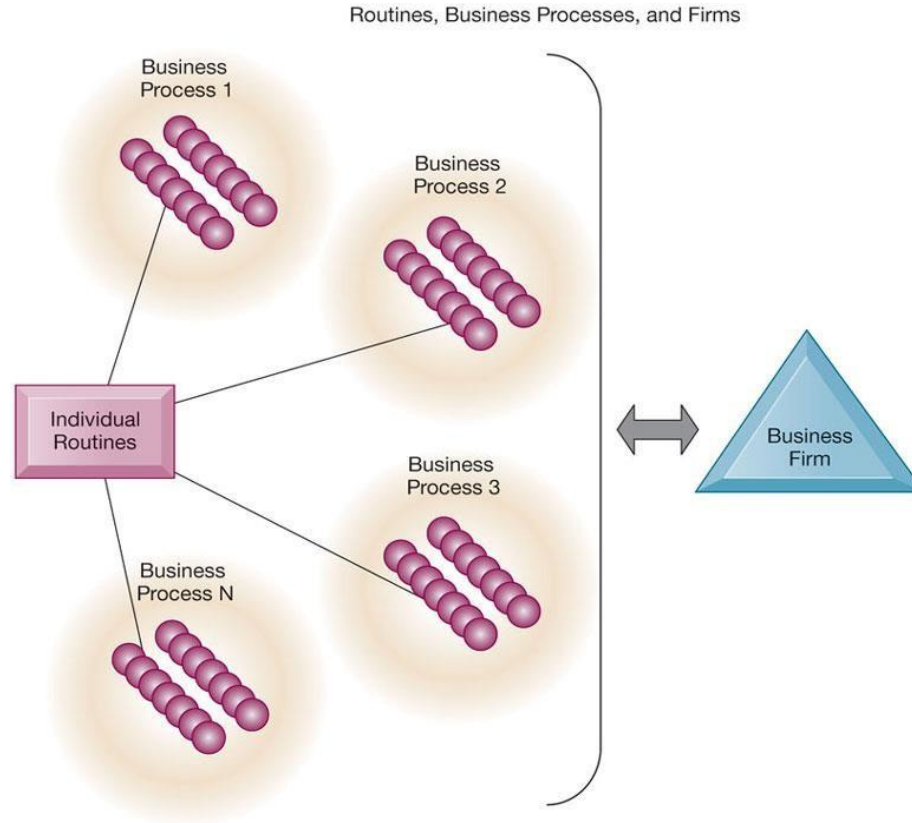 Routines, Business Processes, and Firms
Business
Process 1
Business
Process 2
Individual
Routines
Business
Firm
Business
Process 3
Business
Process N